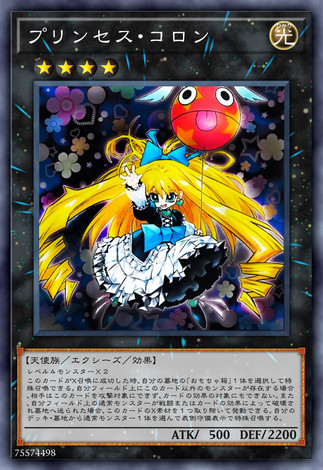 プリンセス・コロン
光
【天使族／エクシーズ／効果】
レベル４モンスター×２
このカードがX召喚に成功した時、自分の墓地の「おもちゃ箱」１体を選択して特
殊召喚できる。自分フィールド上にこのカード以外のモンスターが存在する場合
、相手はこのカードを攻撃対象にできず、カードの効果の対象にもできない。また
、自分フィールド上の通常モンスターが戦闘またはカードの効果によって破壊さ
れ墓地へ送られた場合、このカードのX素材を１つ取り除いて発動できる。自分の
デッキ・墓地から通常モンスター１体を選んで表側守備表示で特殊召喚する。
ATK/ 500 DEF/2200
75574498